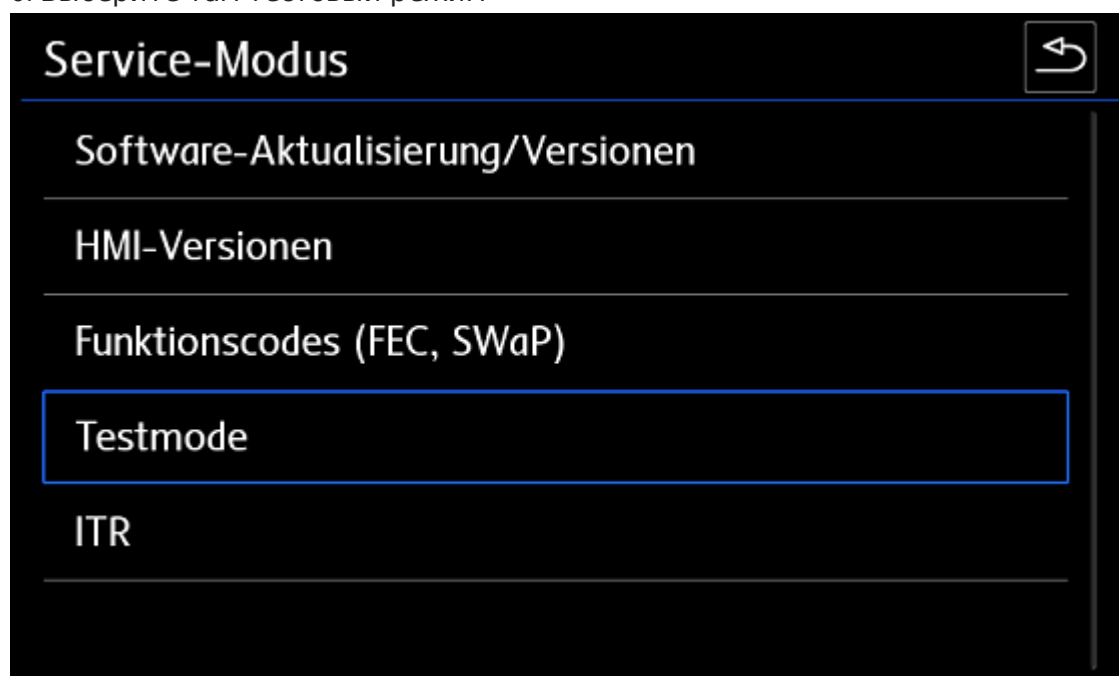 Service-Modus
Software-Aktualisierung/Versionen
HMI-Versionen
Funktionscodes (FEC, SWaP)
Testmode
ITR